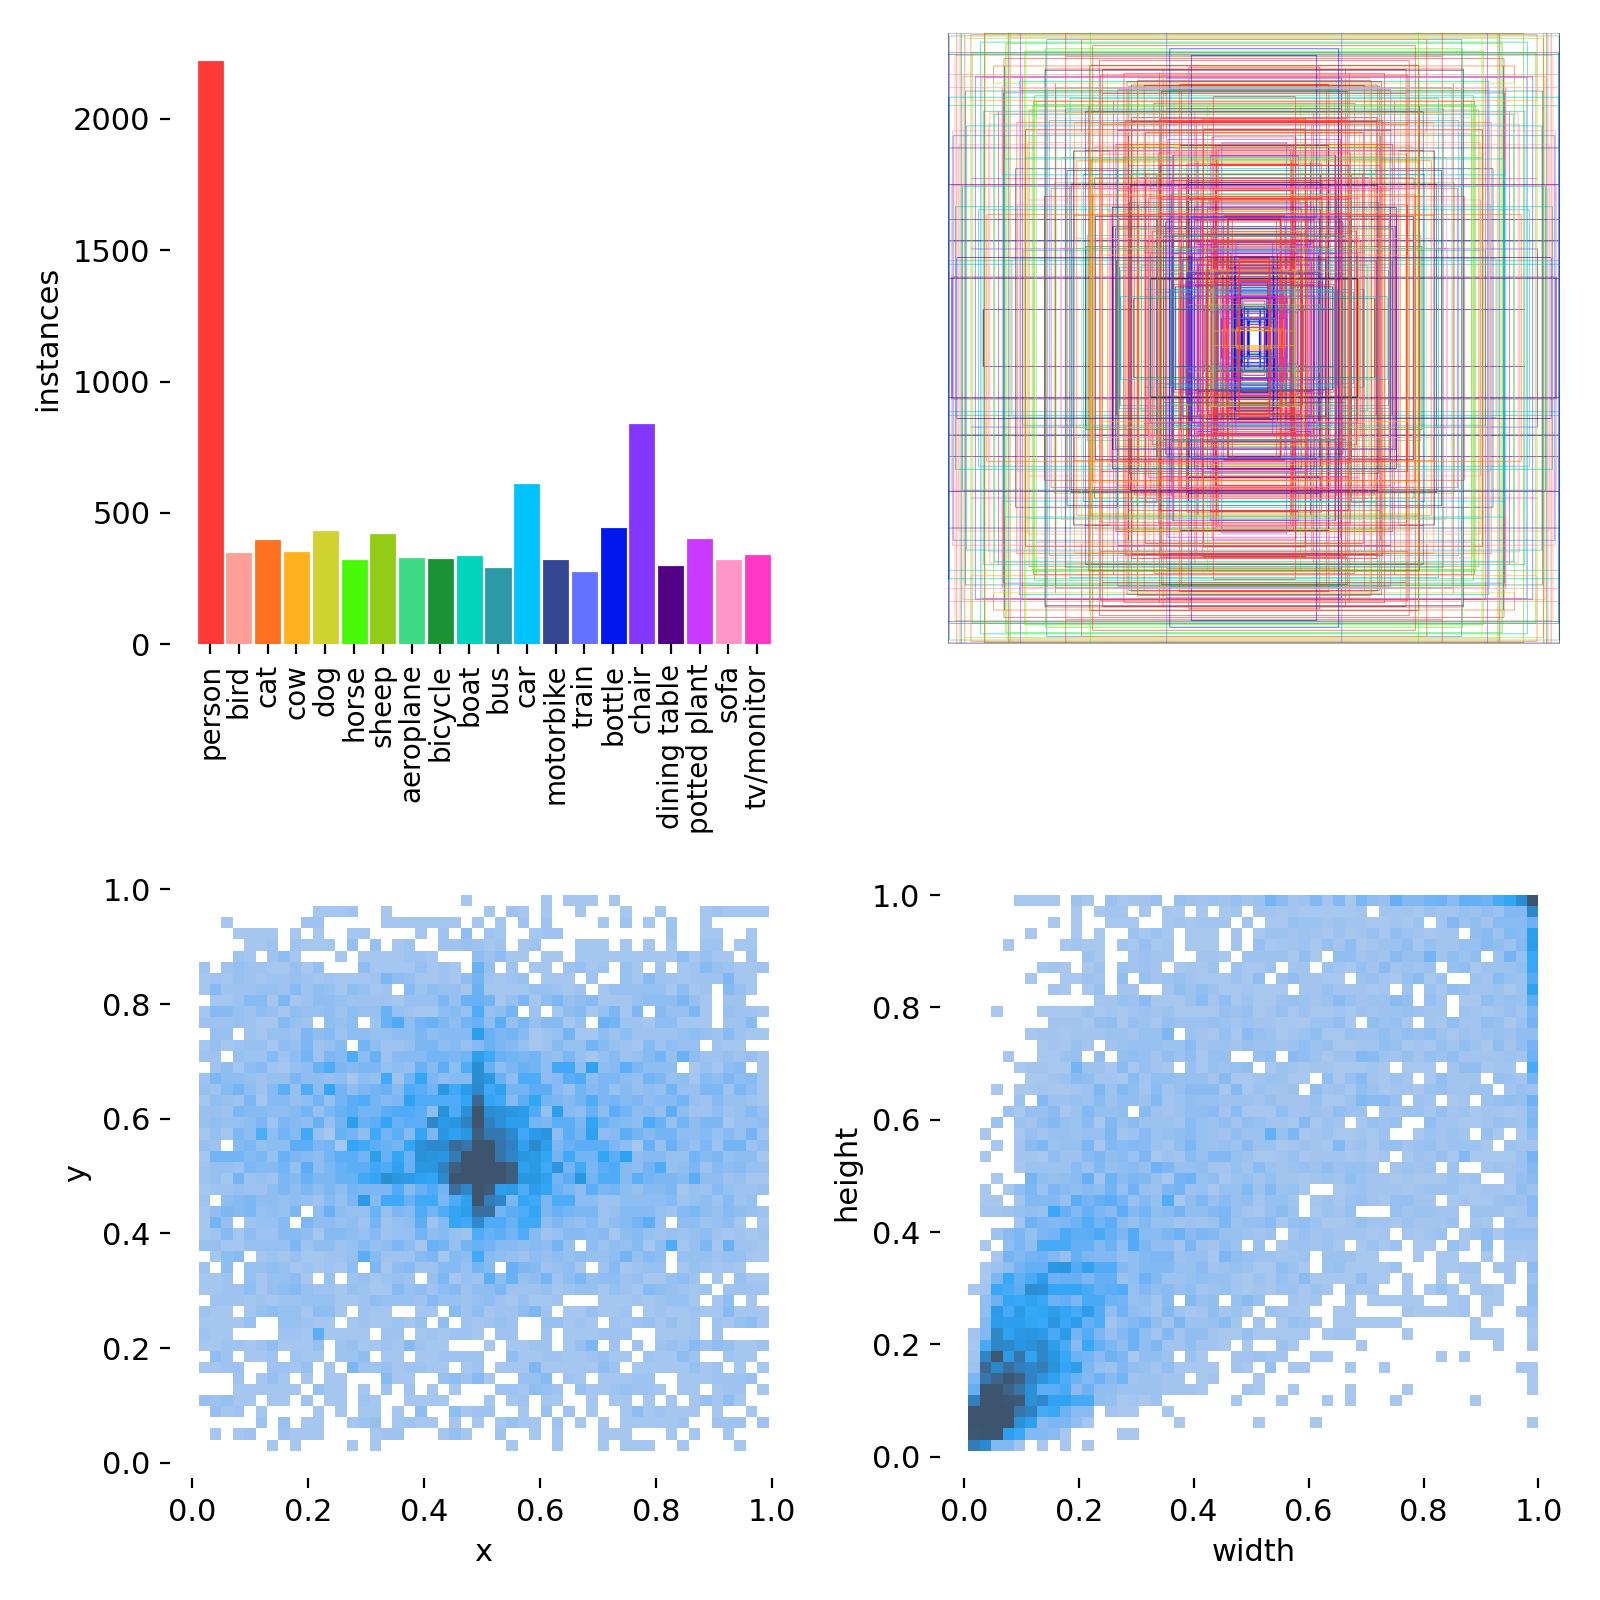 instances
2000
1500
1000
500
0
person
bird
cat
cow
dog
horse
sheep
aeroplane
bicycle
boat
bus
car
motorbike
train
bottle
chair
dining table
potted plant
sofa
tv/monitor
y
1.0
0.8
0.6
0.4
0.2
0.0
0.0 0.2 0.4 0.6 0.8 1.0
x
height
1.0
0.8
0.6
0.4
0.2
0.0
0.0 0.2 0.4 0.6 0.8 1.0
width